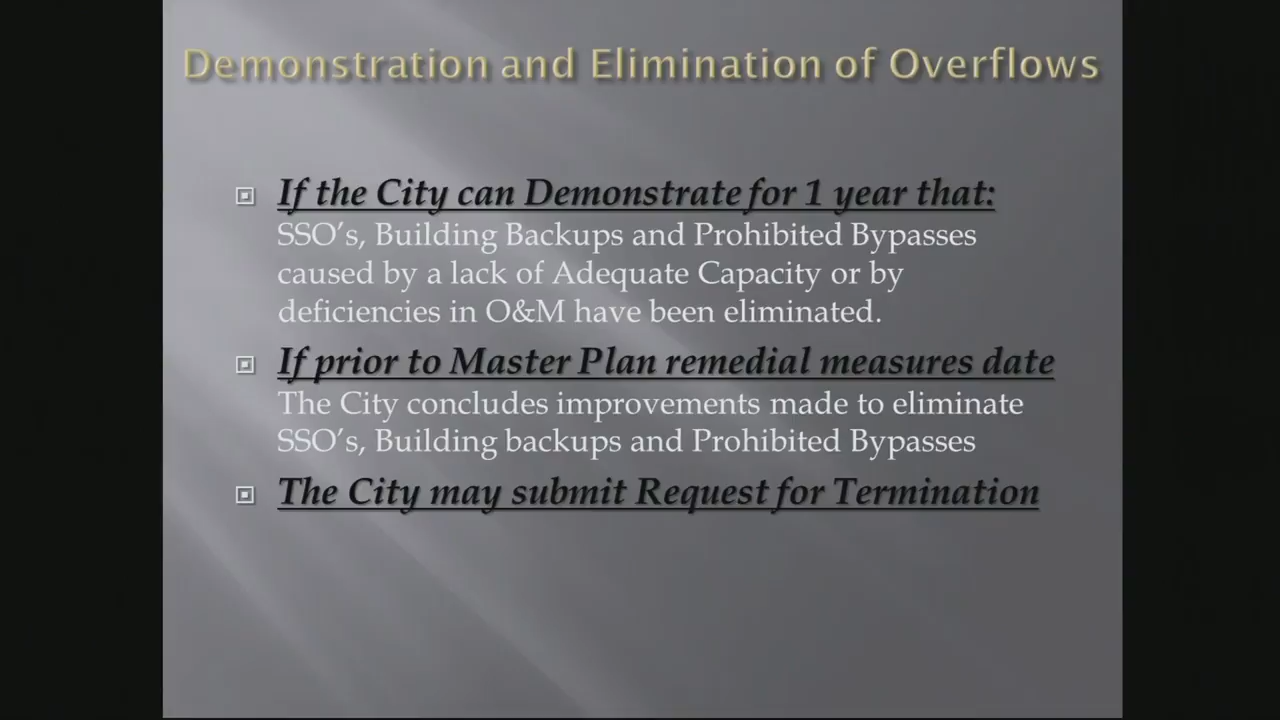 Demonstration and Elimination of Overflows
If the City can Demonstrate for 1 year that:
SSO’s, Building Backups and Prohibited Bypasses
caused by a lack of Adequate Capacity or by
deficiencies in O&M have been eliminated.
If prior to Master Plan remedial measures date
The City concludes improvements made to eliminate
SSO’s, Building backups and Prohibited Bypasses
The City may submit Request for Termination